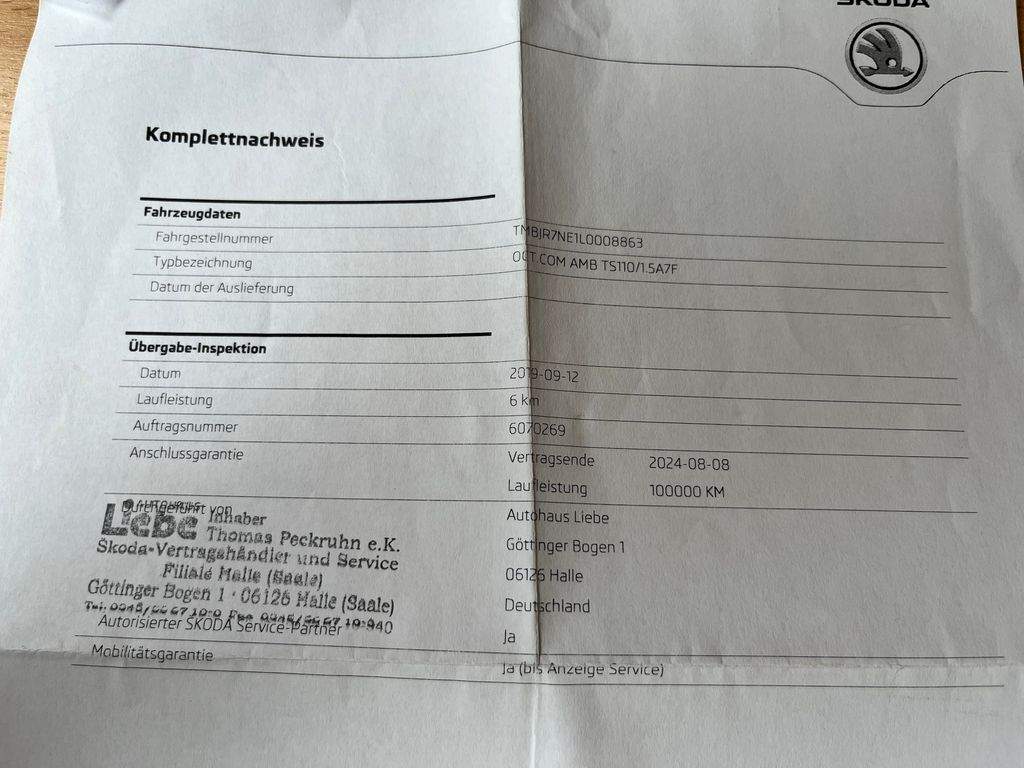 ŠKODA
Komplettnachweis
Fahrzeugdaten
Fahrgestellnummer TMBJR7NE1L0008863
Typbezeichnung OCT.COM AMB TS110/1.5A7F
Datum der Auslieferung
Übergabe-Inspektion
Datum 2019-09-12
Laufleistung 6 km
Auftragsnummer 6070269
Anschlussgarantie Vertragsende 2024-08-08
Laufleistung 100000 KM
Durchgeführt von Autohaus Liebe
Göttinger Bogen 1
06126 Halle
Deutschland
AUTOHAUS
Liebe Inhaber
Thomas Peckruhn e.K.
Skoda-Vertragshändler und Service
Filiale Halle (Saale)
Göttinger Bogen 1 · 06126 Halle (Saale)
Autorisierter ŠKODA Service-Partner Ja
Mobilitätsgarantie Ja (bis Anzeige Service)